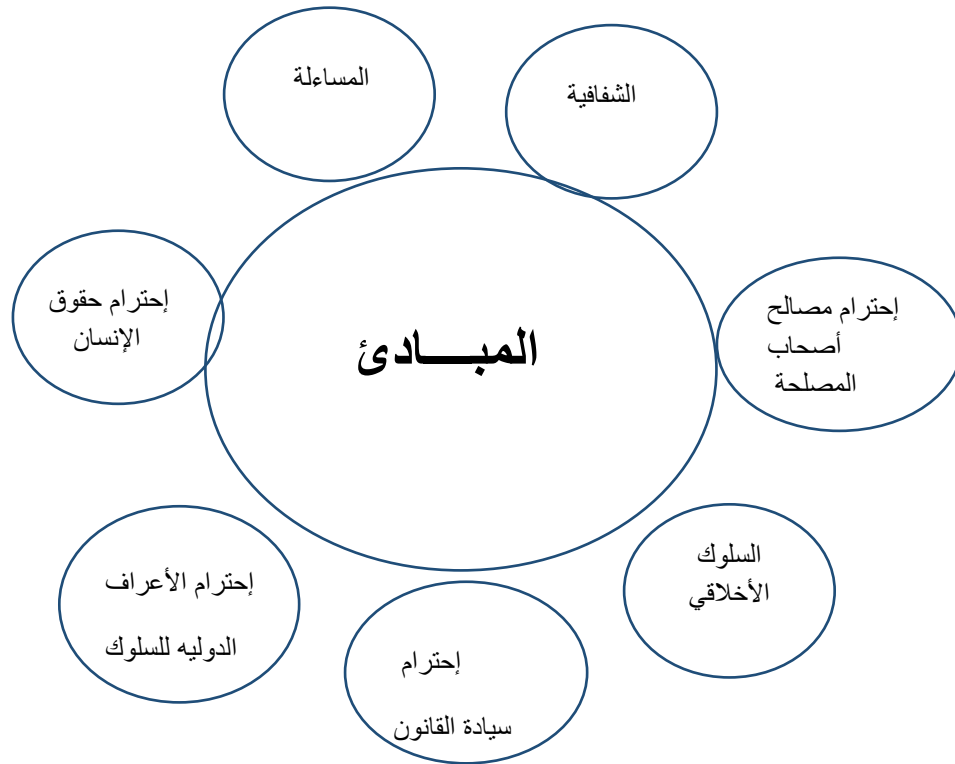 المساءلة
الشفافية
إحترام حقوق
الإنسان
المبـــادئ
إحترام مصالح
أصحاب
المصلحة
السلوك
الأخلاقي
إحترام الأعراف
الدوليه للسلوك
إحترام
سيادة القانون